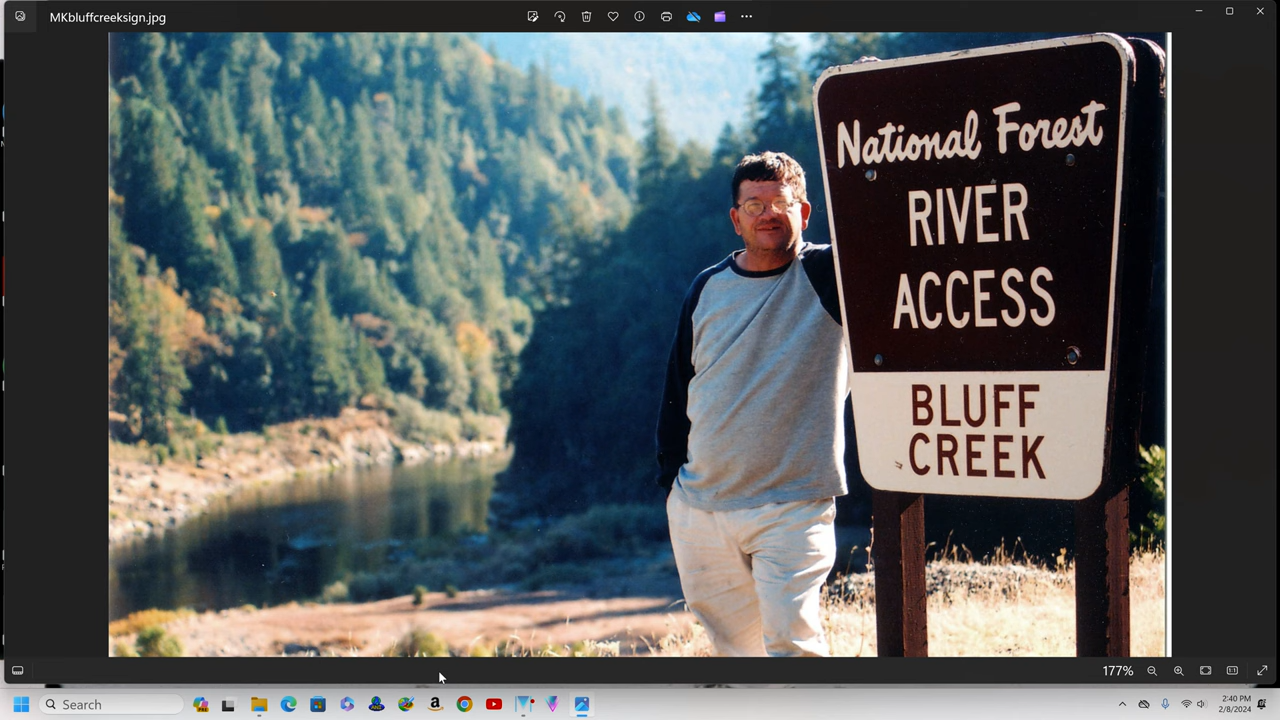 MKbluffcreeksign.jpg
National Forest
RIVER
ACCESS
BLUFF
CREEK
177%
Search
2:40 PM
2/8/2024